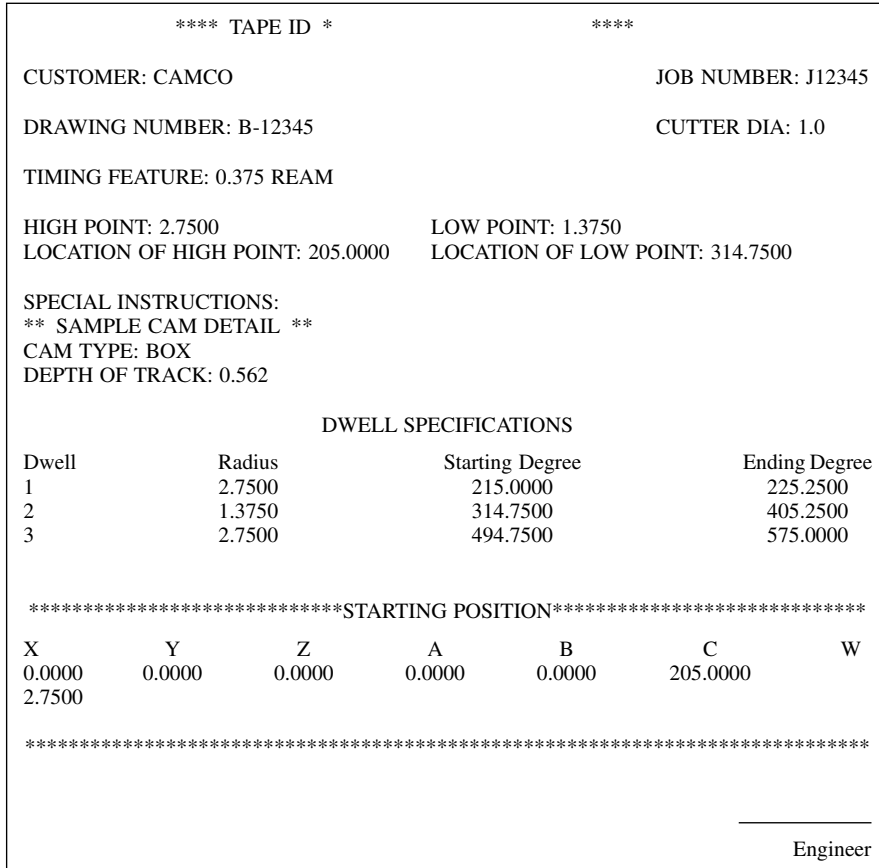 **** TAPE ID * ****
CUSTOMER: CAMCO JOB NUMBER: J12345
DRAWING NUMBER: B-12345 CUTTER DIA: 1.0
TIMING FEATURE: 0.375 REAM
HIGH POINT: 2.7500 LOW POINT: 1.3750
LOCATION OF HIGH POINT: 205.0000 LOCATION OF LOW POINT: 314.7500
SPECIAL INSTRUCTIONS:
** SAMPLE CAM DETAIL **
CAM TYPE: BOX
DEPTH OF TRACK: 0.562
DWELL SPECIFICATIONS
Dwell Radius Starting Degree Ending Degree
1 2.7500 215.0000 225.2500
2 1.3750 314.7500 405.2500
3 2.7500 494.7500 575.0000
*****************************STARTING POSITION*****************************
X Y Z A B C W
0.0000 0.0000 0.0000 0.0000 0.0000 205.0000
2.7500
******************************************************************************
Engineer